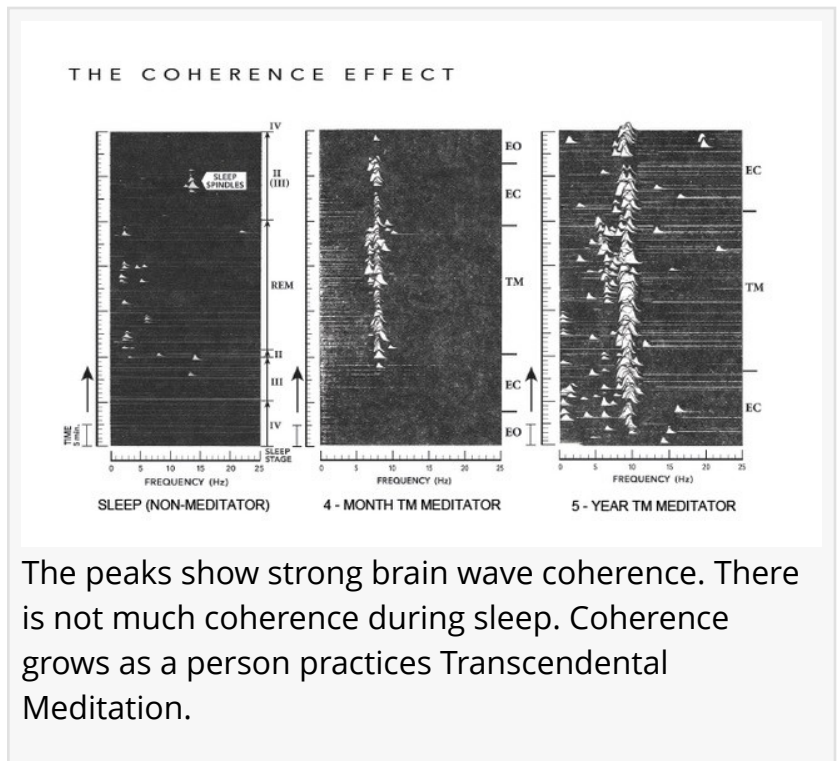 THE COHERENCE EFFECT
IV
II
(III)
SLEEP
SPINDLES
REM
II
III
IV
SLEEP
STAGE
TIME
5 min.
0 5 10 15 20 25
FREQUENCY (Hz)
SLEEP (NON-MEDITATOR)
EO
EC
TM
EC
EO
0 5 10 15 20 25
FREQUENCY (Hz)
4 - MONTH TM MEDITATOR
EC
TM
EC
0 5 10 15 20 25
FREQUENCY (Hz)
5 - YEAR TM MEDITATOR
The peaks show strong brain wave coherence. There
is not much coherence during sleep. Coherence
grows as a person practices Transcendental
Meditation.